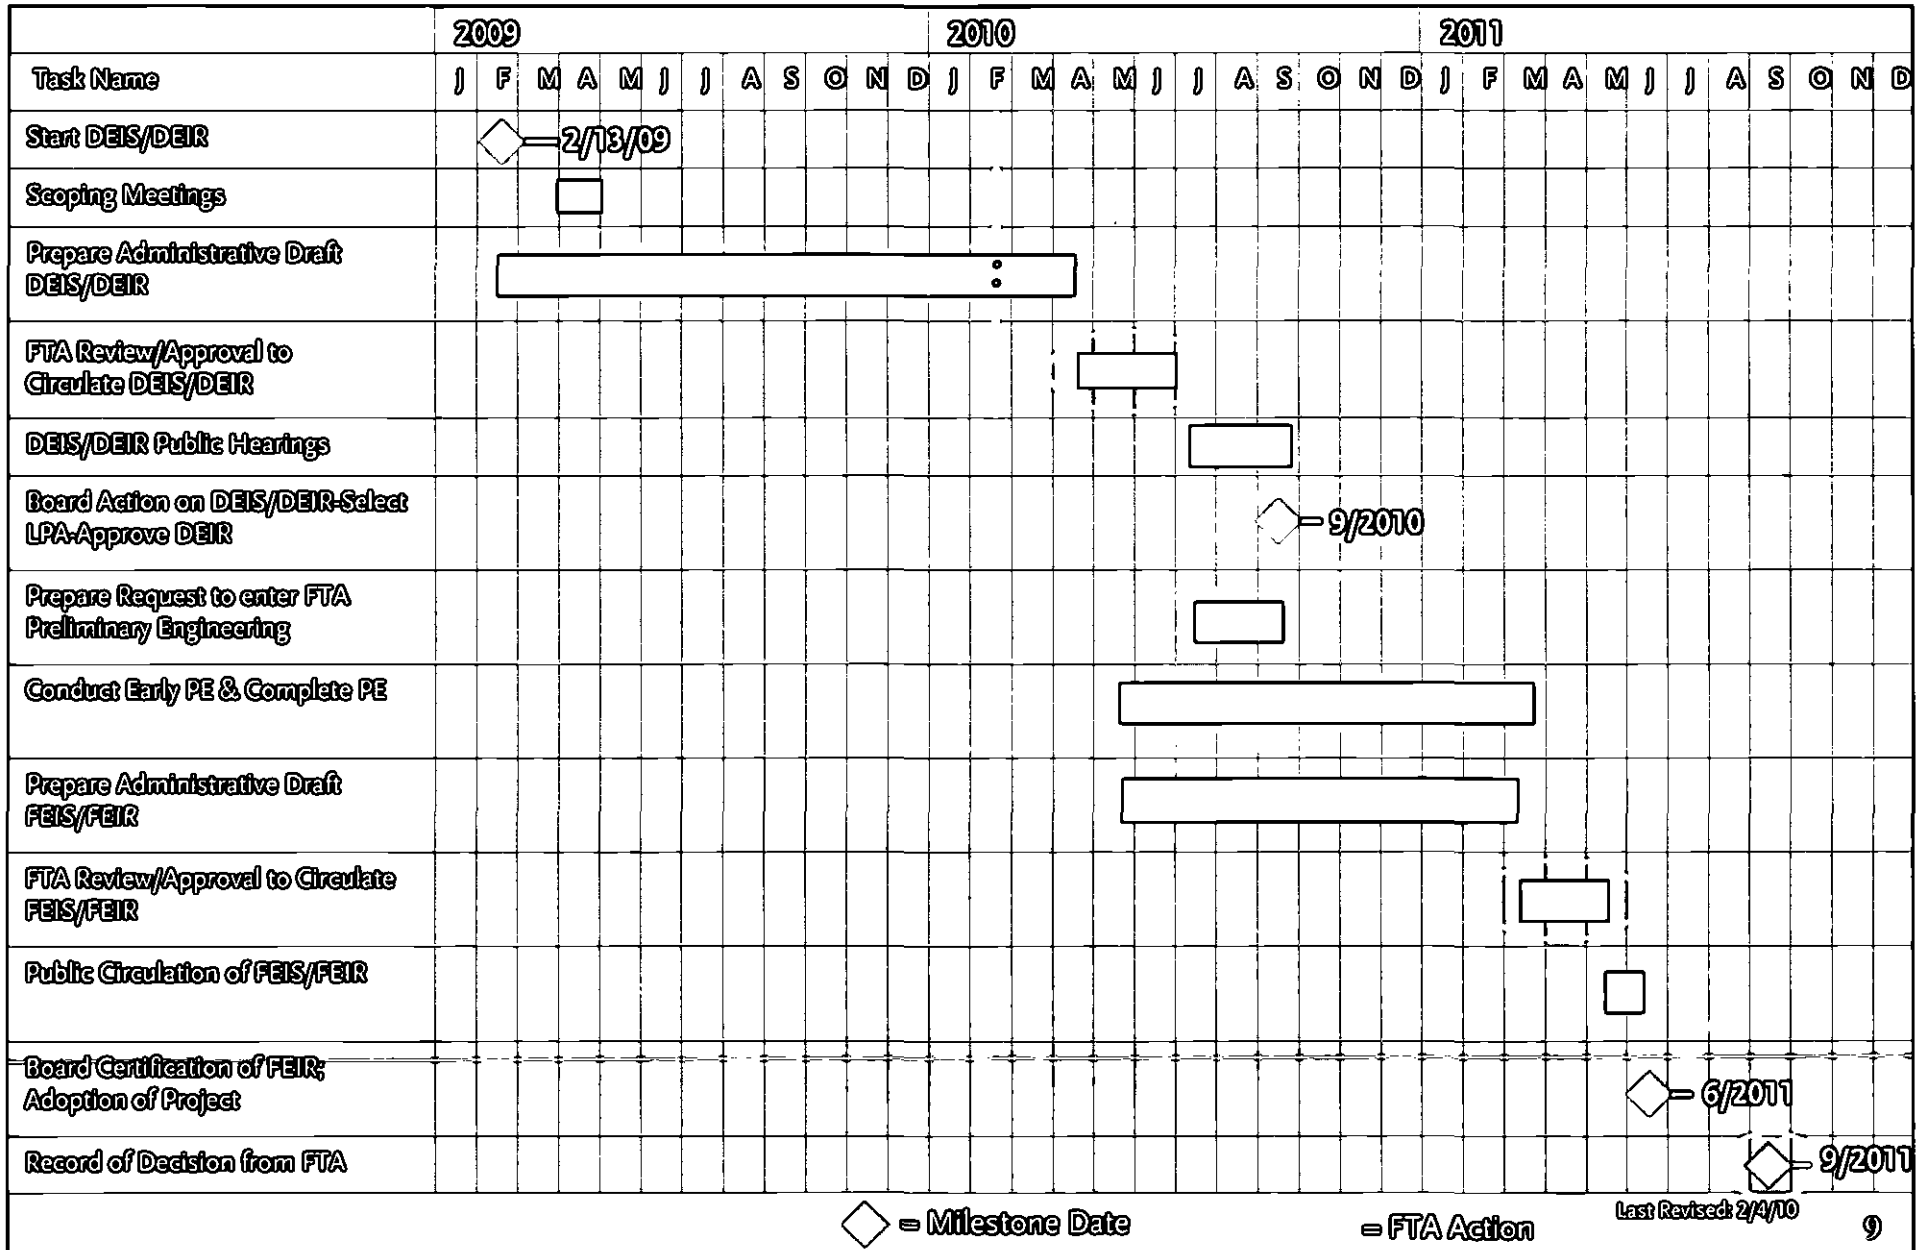 2009 2010 2011
Task Name J F M A M J J A S O N D J F M A M J J A S O N D J F M A M J J A S O N D
Start DEIS/DEIR
2/13/09
Scoping Meetings
Prepare Administrative Draft
DEIS/DEIR
FTA Review/Approval to
Circulate DEIS/DEIR
DEIS/DEIR Public Hearings
Board Action on DEIS/DEIR-Select
LPA-Approve DEIR
9/2010
Prepare Request to enter FTA
Preliminary Engineering
Conduct Early PE & Complete PE
Prepare Administrative Draft
FEIS/FEIR
FTA Review/Approval to Circulate
FEIS/FEIR
Public Circulation of FEIS/FEIR
Board Certification of FEIR;
Adoption of Project
6/2011
Record of Decision from FTA
9/2011
= Milestone Date
= FTA Action
Last Revised: 2/4/10
9